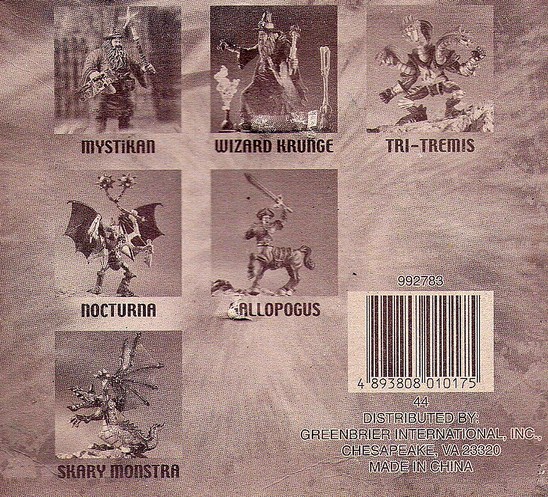 MYSTIKAN
WIZARD KRUNGE
TRI-TREMIS
NOCTURNA
ALLOPOGUS
SKARY MONSTRA
992783
4 893808 010175
44
DISTRIBUTED BY:
GREENBRIER INTERNATIONAL, INC.,
CHESAPEAKE, VA 23320
MADE IN CHINA